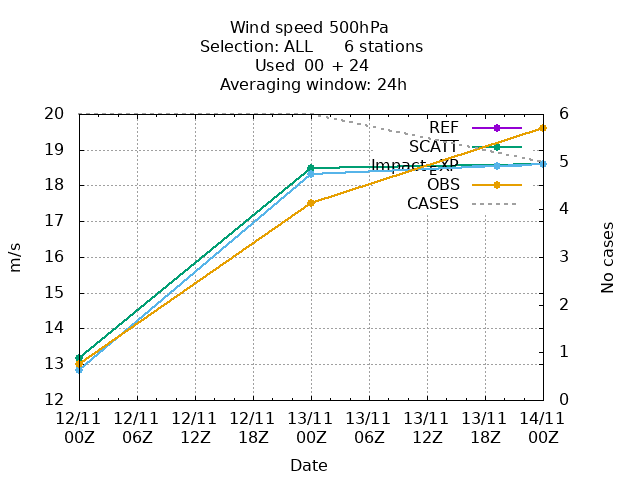 Wind speed 500hPa
Selection: ALL 6 stations
Used 00 + 24
Averaging window: 24h
20
19
18
17
16
15
14
13
12
6
5
4
3
2
1
0
m/s
No cases
REF
SCATT
Impact_EXP
OBS
CASES
12/11 12/11 12/11 12/11 13/11 13/11 13/11 13/11 14/11
00Z 06Z 12Z 18Z 00Z 06Z 12Z 18Z 00Z
Date